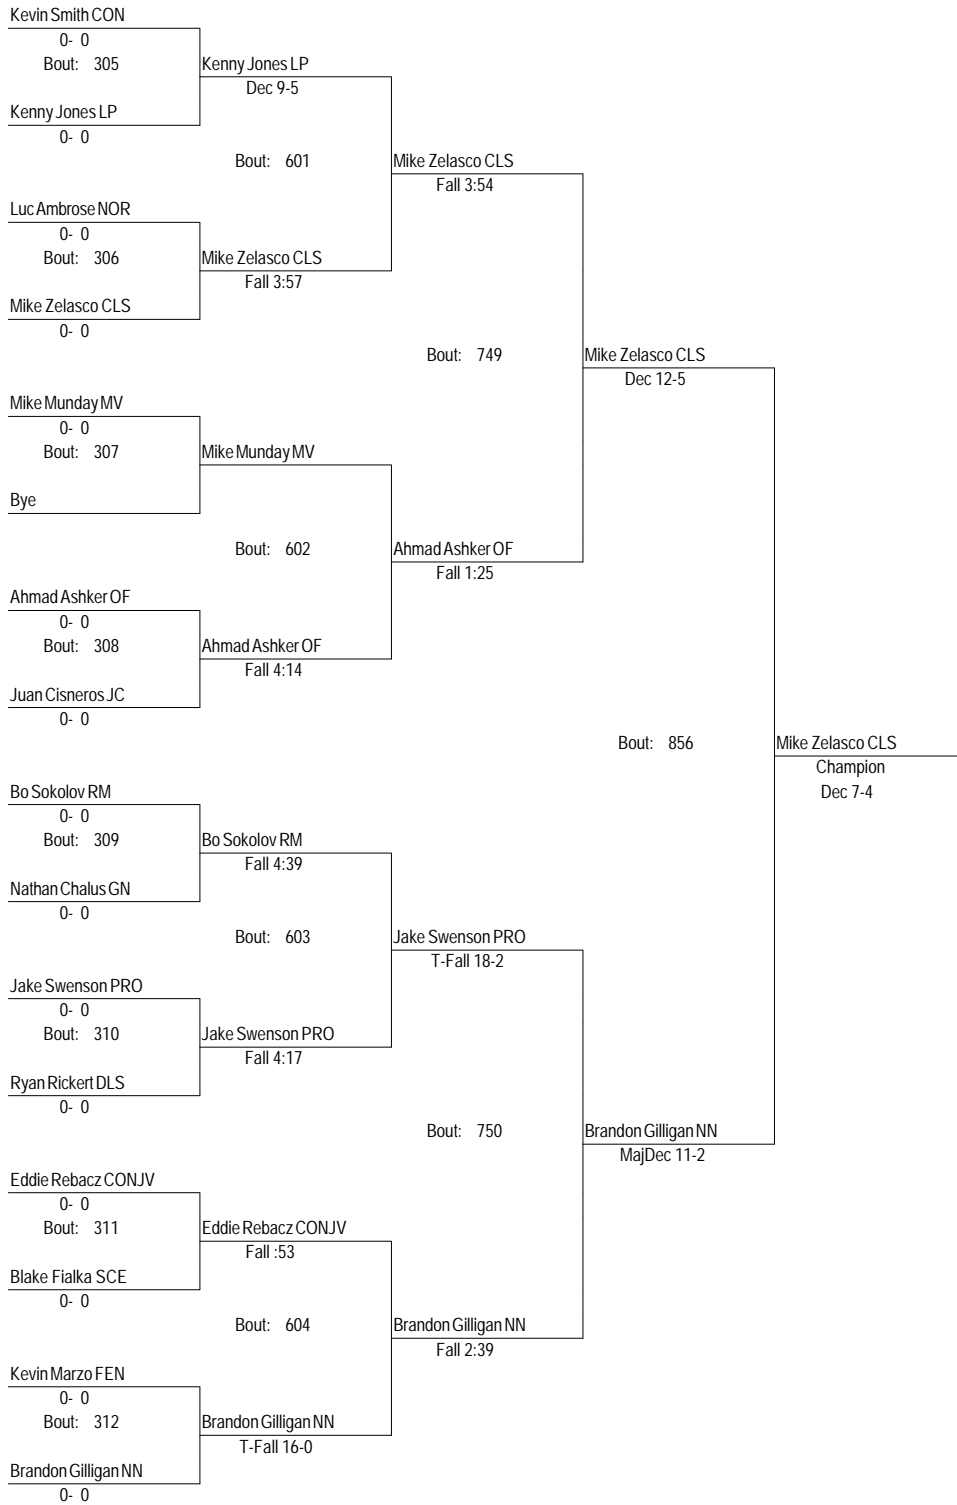 Kevin Smith CON
0- 0
Bout: 305
Kenny Jones LP
Dec 9-5
Kenny Jones LP
0- 0
Bout: 601
Mike Zelasco CLS
Fall 3:54
Luc Ambrose NOR
0- 0
Bout: 306
Mike Zelasco CLS
Fall 3:57
Mike Zelasco CLS
0- 0
Bout: 749
Mike Zelasco CLS
Dec 12-5
Mike Munday MV
0- 0
Bout: 307
Mike Munday MV
Bye
Bout: 602
Ahmad Ashker OF
Fall 1:25
Ahmad Ashker OF
0- 0
Bout: 308
Ahmad Ashker OF
Fall 4:14
Juan Cisneros JC
0- 0
Bout: 856
Mike Zelasco CLS
Champion
Dec 7-4
Bo Sokolov RM
0- 0
Bout: 309
Bo Sokolov RM
Fall 4:39
Nathan Chalus GN
0- 0
Bout: 603
Jake Swenson PRO
T-Fall 18-2
Jake Swenson PRO
0- 0
Bout: 310
Jake Swenson PRO
Fall 4:17
Ryan Rickert DLS
0- 0
Bout: 750
Brandon Gilligan NN
MajDec 11-2
Eddie Rebacz CONJV
0- 0
Bout: 311
Eddie Rebacz CONJV
Fall :53
Blake Fialka SCE
0- 0
Bout: 604
Brandon Gilligan NN
Fall 2:39
Kevin Marzo FEN
0- 0
Bout: 312
Brandon Gilligan NN
T-Fall 16-0
Brandon Gilligan NN
0- 0